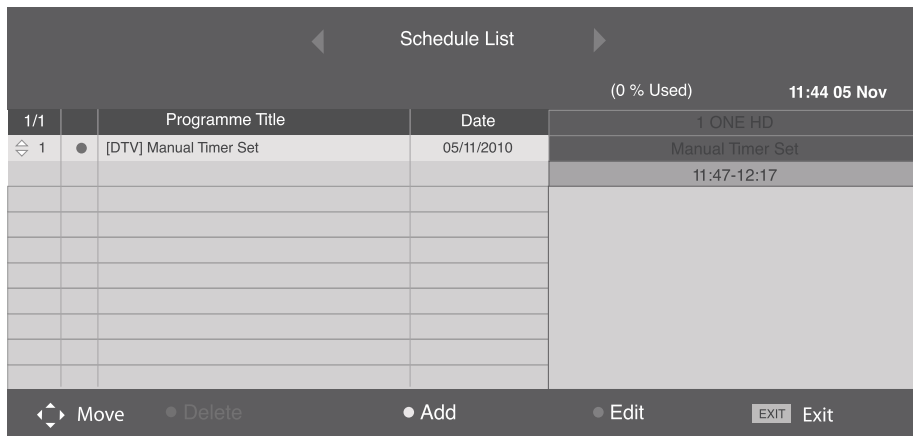 Schedule List
(0 % Used) 11:44 05 Nov
1/1 Programme Title Date 1 ONE HD
1 [DTV] Manual Timer Set 05/11/2010 Manual Timer Set
11:47-12:17
Move Delete Add Edit EXIT Exit